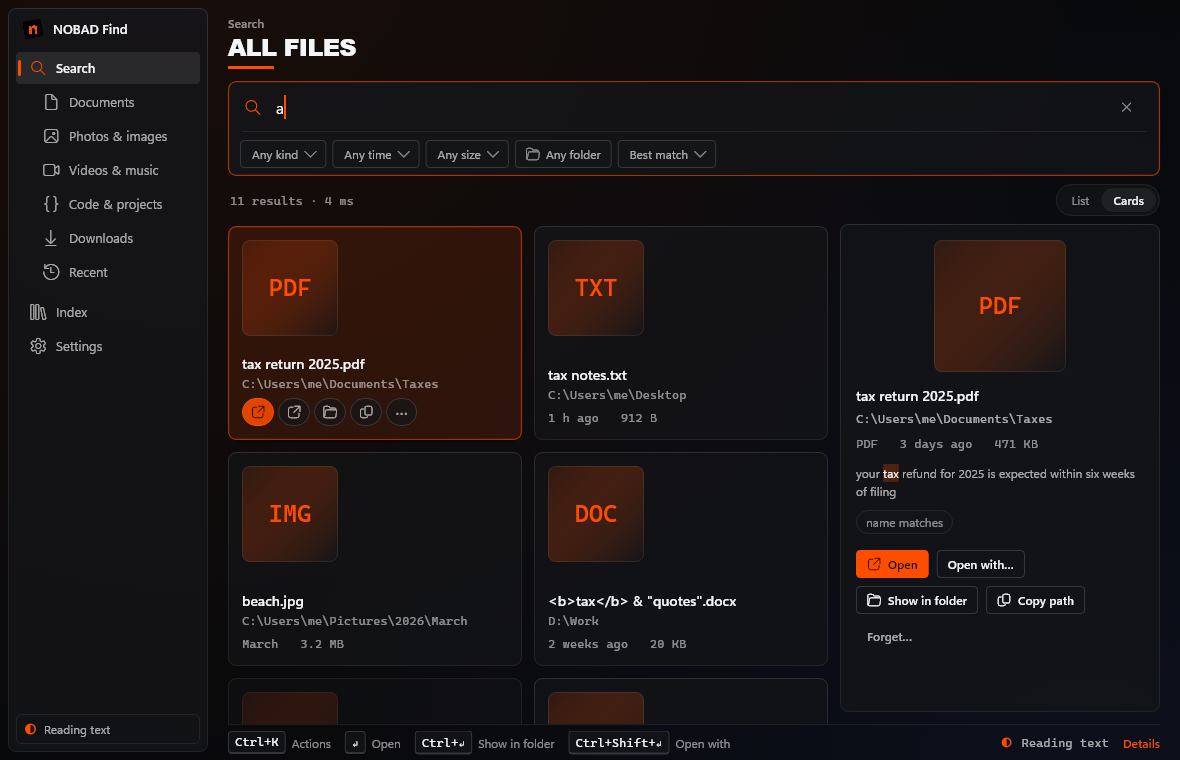 NOBAD Find
Search
Documents
Photos & images
Videos & music
Code & projects
Downloads
Recent
Index
Settings
Reading text
Search
ALL FILES
a
Any kind
Any time
Any size
Any folder
Best match
11 results · 4 ms
List
Cards
PDF
tax return 2025.pdf
C:\Users\me\Documents\Taxes
...
TXT
tax notes.txt
C:\Users\me\Desktop
1 h ago 912 B
IMG
beach.jpg
C:\Users\me\Pictures\2026\March
March 3.2 MB
DOC
<b>tax</b> & "quotes".docx
D:\Work
2 weeks ago 20 KB
PDF
tax return 2025.pdf
C:\Users\me\Documents\Taxes
PDF 3 days ago 471 KB
your tax refund for 2025 is expected within six weeks
of filing
name matches
Open
Open with...
Show in folder
Copy path
Forget...
Ctrl+K Actions ↲ Open Ctrl+↲ Show in folder Ctrl+Shift+↲ Open with
Reading text Details